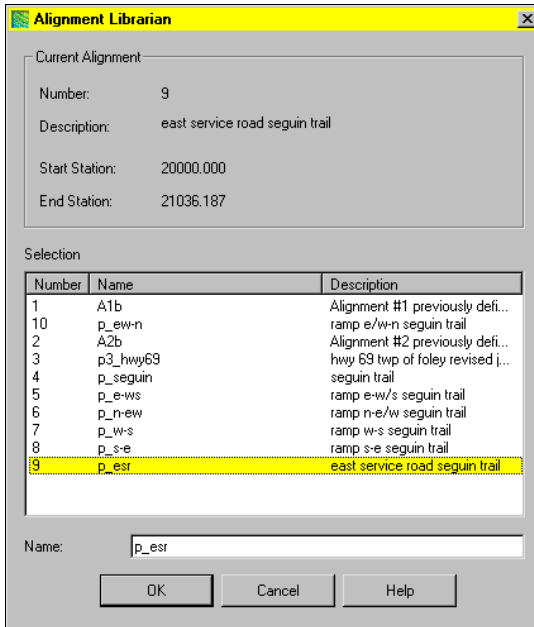 Alignment Librarian
Current Alignment
Number: 9
Description: east service road seguin trail
Start Station: 20000.000
End Station: 21036.187
Selection
Number Name Description
1 A1b Alignment #1 previously defi...
10 p_ew-n ramp e/w-n seguin trail
2 A2b Alignment #2 previously defi...
3 p3_hwy69 hwy 69 twp of foley revised j...
4 p_seguin seguin trail
5 p_e-ws ramp e-w/s seguin trail
6 p_n-ew ramp n-e/w seguin trail
7 p_w-s ramp w-s seguin trail
8 p_s-e ramp s-e seguin trail
9 p_esr east service road seguin trail
Name: p_esr
OK Cancel Help